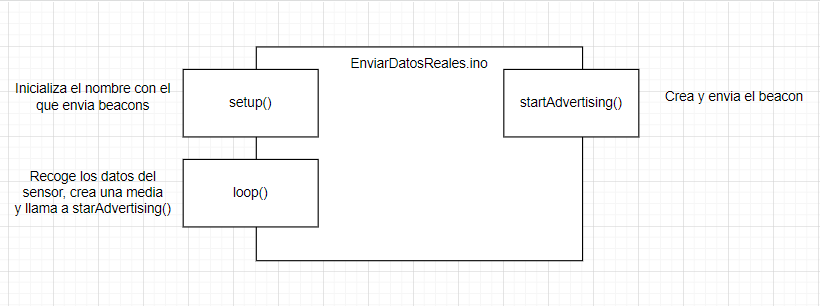 EnviarDatosReales.ino
Inicializa el nombre con el
que envia beacons
setup()
startAdvertising()
Crea y envia el beacon
Recoge los datos del
sensor, crea una media
y llama a starAdvertising()
loop()